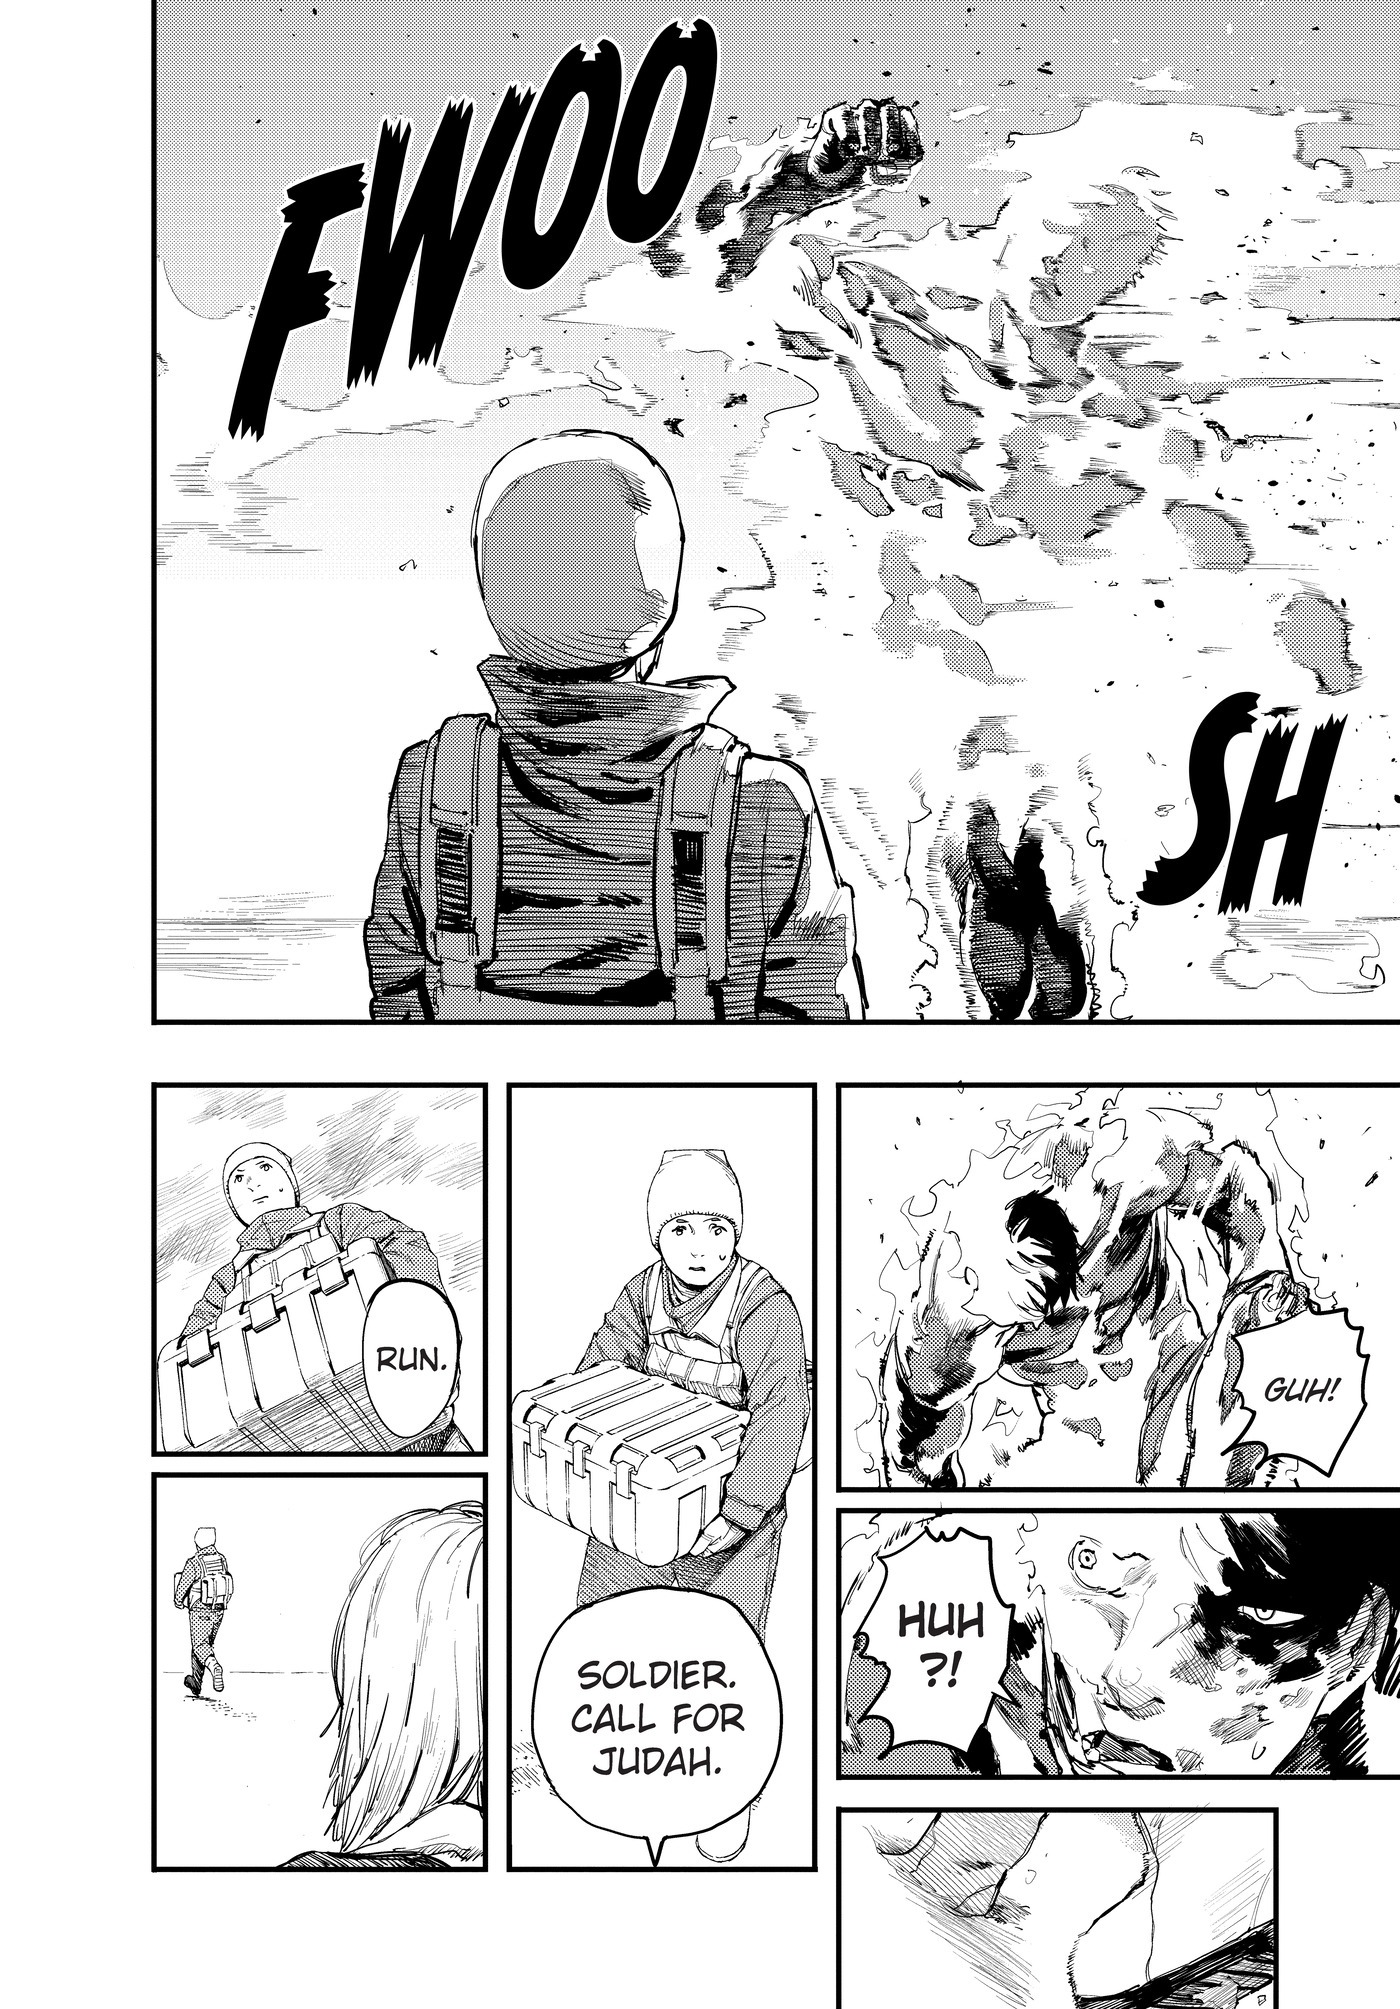 FWOO
SH
GUH!
HUH
?!
SOLDIER.
CALL FOR
JUDAH.
RUN.